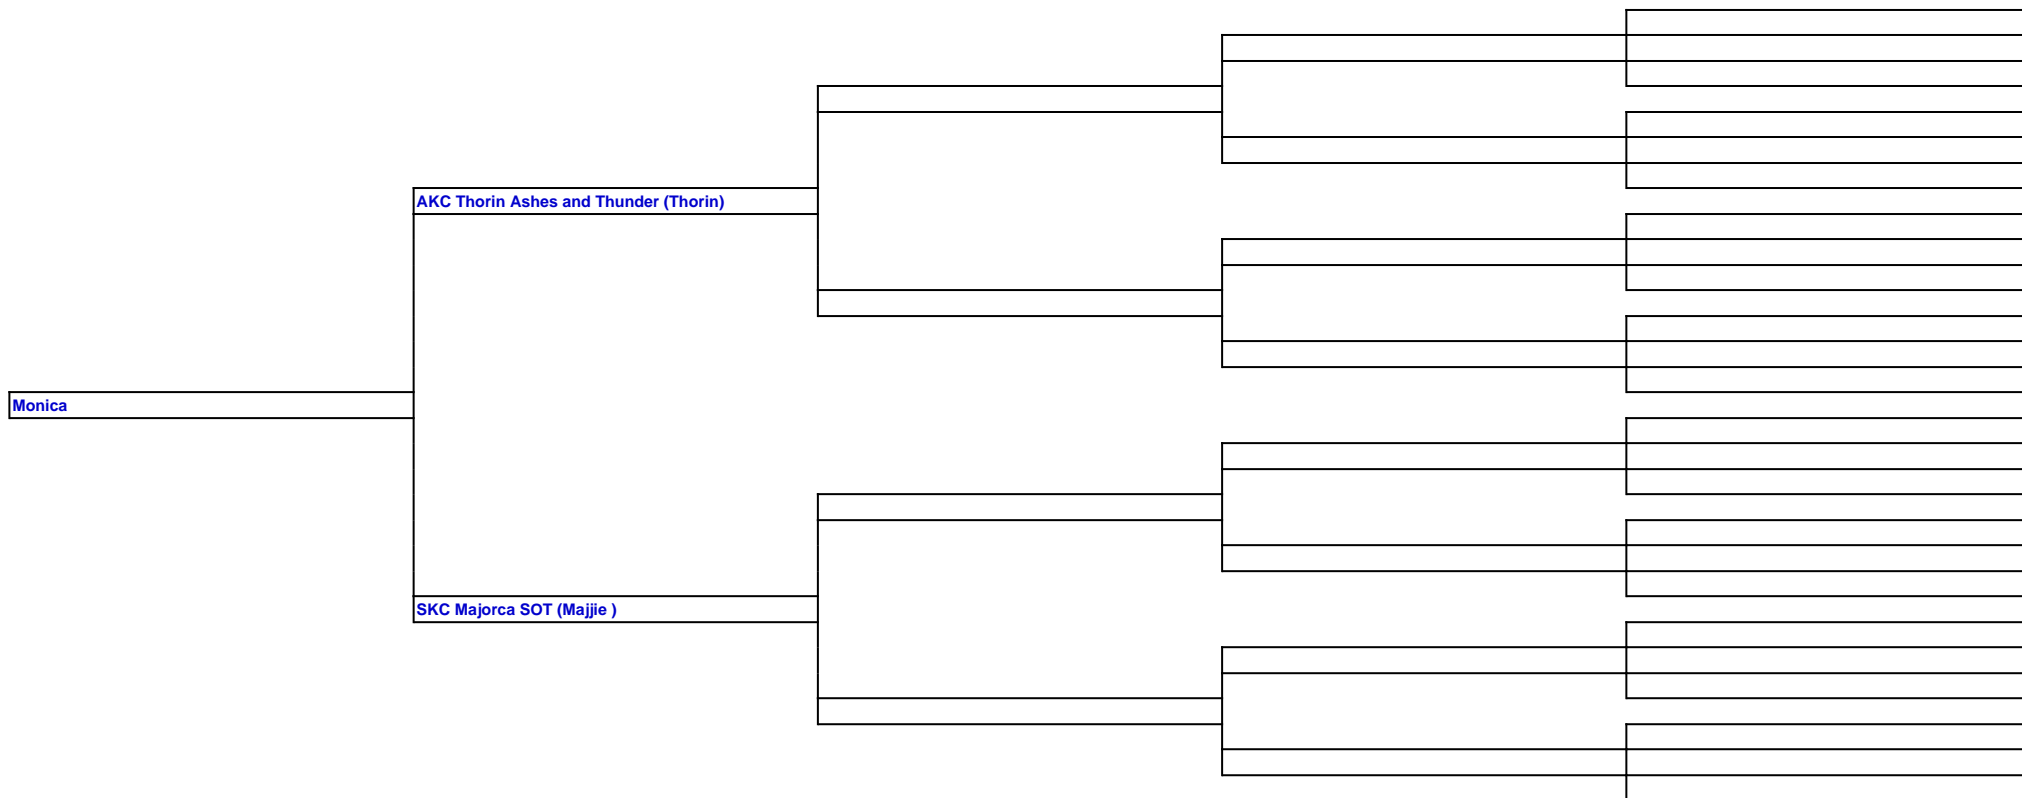 AKC Thorin Ashes and Thunder (Thorin)
Monica
SKC Majorca SOT (Majjie )